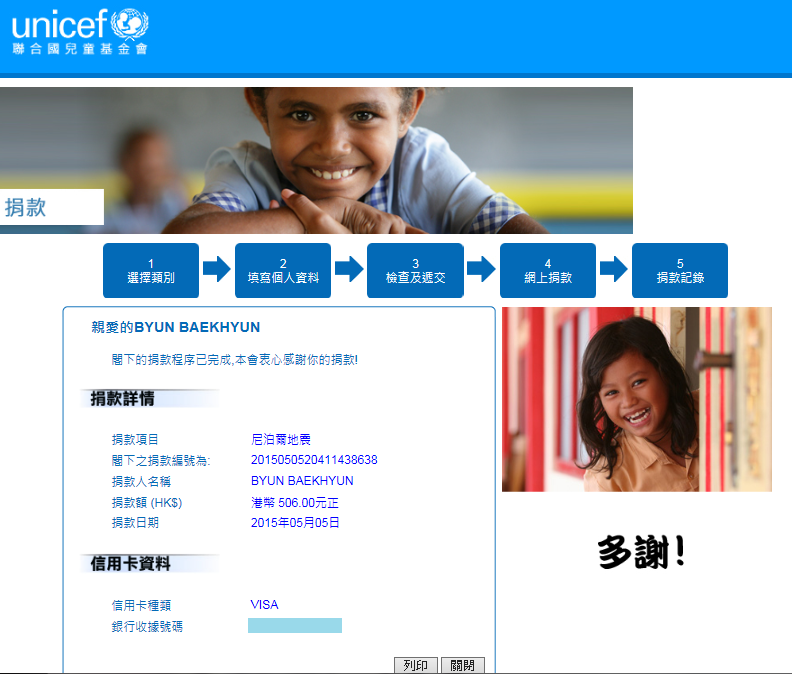 unicef
聯合國兒童基金會
捐款
1
選擇類別
2
填寫個人資料
3
檢查及遞交
4
網上捐款
5
捐款記錄
親愛的BYUN BAEKHYUN
閣下的捐款程序已完成,本會衷心感謝你的捐款!
捐款詳情
捐款項目 尼泊爾地震
閣下之捐款編號為: 2015050520411438638
捐款人名稱 BYUN BAEKHYUN
捐款額 (HK$) 港幣 506.00元正
捐款日期 2015年05月05日
信用卡資料
信用卡種類 VISA
銀行收據號碼
列印 關閉
多謝!